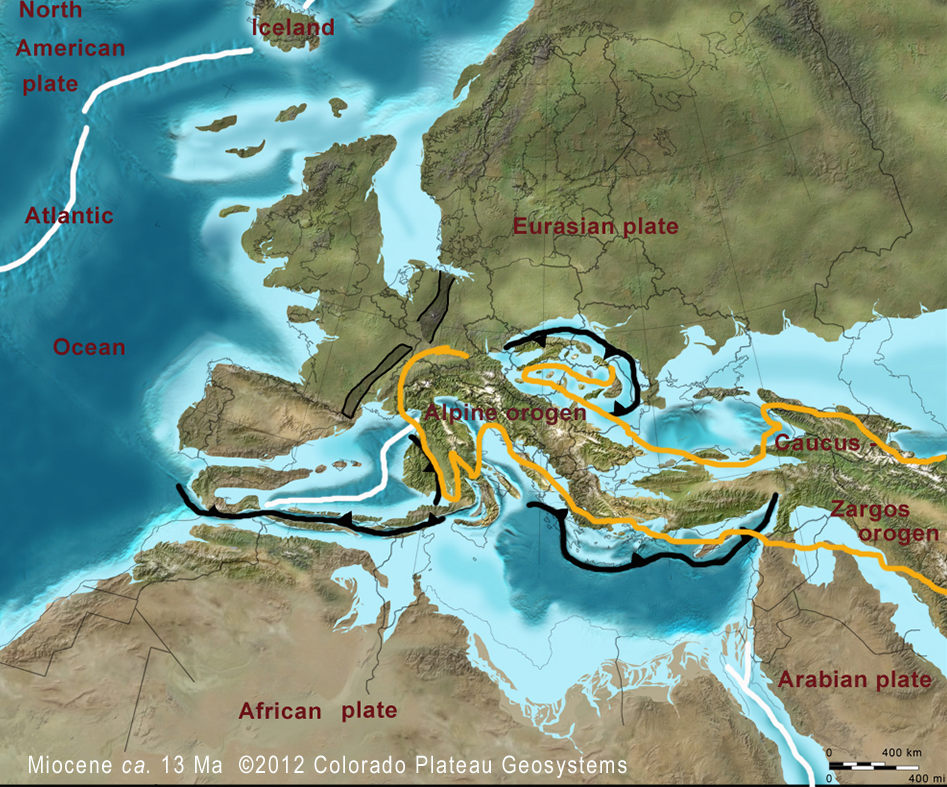 North
American
plate
Iceland
Atlantic
Eurasian plate
Ocean
Alpine orogen
Caucus -
Zargos
orogen
Arabian plate
African plate
0 400 km
0 400 mi
Miocene ca. 13 Ma ©2012 Colorado Plateau Geosystems